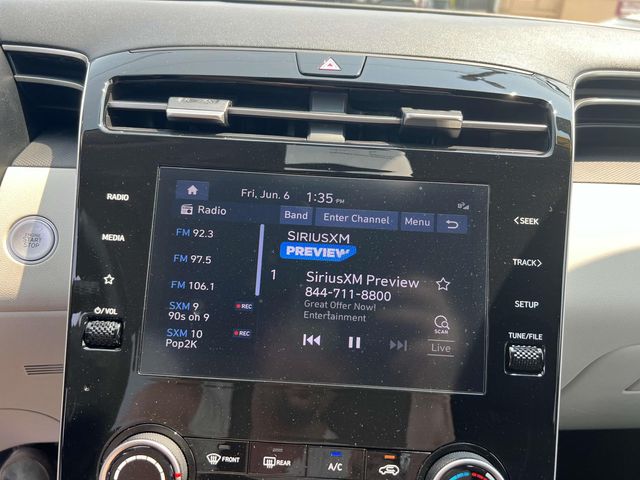 Fri, Jun. 6 1:35 PM
Radio
Band Enter Channel Menu
FM 92.3
FM 97.5
FM 106.1
SXM 9 REC
90s on 9
SXM 10 REC
Pop2K
SIRIUSXM
PREVIEW
1 SiriusXM Preview
844-711-8800
Great Offer Now!
Entertainment
SCAN
Live
RADIO
MEDIA
/VOL
ENGINE
START
STOP
<SEEK
TRACK>
SETUP
TUNE/FILE
FRONT
REAR
A/C